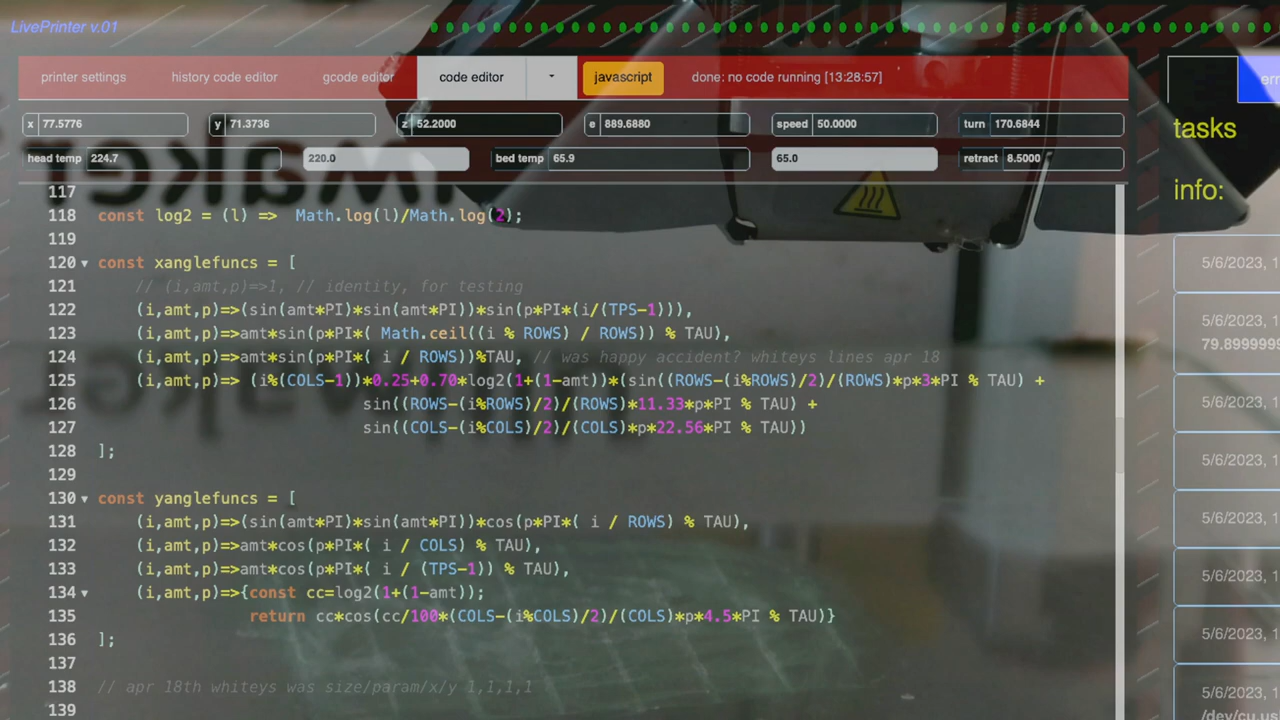 LivePrinter v.01
printer settings history code editor gcode editor code editor javascript done: no code running [13:28:57]
x 77.5776 y 71.3736 z 52.2000 e 889.6880 speed 50.0000 turn 170.6844
head temp 224.7 220.0 bed temp 65.9 65.0 retract 8.5000
tasks
info:
117
118 const log2 = (l) => Math.log(l)/Math.log(2);
119
120 const xanglefuncs = [
121 // (i,amt,p)=>1, // identity, for testing
122 (i,amt,p)=>(sin(amt*PI)*sin(amt*PI))*sin(p*PI*(i/(TPS-1))),
123 (i,amt,p)=>amt*sin(p*PI*( Math.ceil((i % ROWS) / ROWS)) % TAU),
124 (i,amt,p)=>amt*sin(p*PI*( i / ROWS))%TAU, // was happy accident? whiteys lines apr 18
125 (i,amt,p)=> (i%(COLS-1))*0.25+0.70*log2(1+(1-amt))*(sin((ROWS-(i%ROWS)/2)/(ROWS)*p*3*PI % TAU) +
126 sin((ROWS-(i%ROWS)/2)/(ROWS)*11.33*p*PI % TAU) +
127 sin((COLS-(i%COLS)/2)/(COLS)*p*22.56*PI % TAU))
128 ];
129
130 const yanglefuncs = [
131 (i,amt,p)=>(sin(amt*PI)*sin(amt*PI))*cos(p*PI*( i / ROWS) % TAU),
132 (i,amt,p)=>amt*cos(p*PI*( i / COLS) % TAU),
133 (i,amt,p)=>amt*cos(p*PI*( i / (TPS-1)) % TAU),
134 (i,amt,p)=>{const cc=log2(1+(1-amt));
135 return cc*cos(cc/100*(COLS-(i%COLS)/2)/(COLS)*p*4.5*PI % TAU)}
136 ];
137
138 // apr 18th whiteys was size/param/x/y 1,1,1,1
139
5/6/2023, 1
5/6/2023, 1
79.8999999
5/6/2023, 1
5/6/2023, 1
5/6/2023, 1
5/6/2023, 1
5/6/2023, 1
5/6/2023, 1
/dev/cu.us